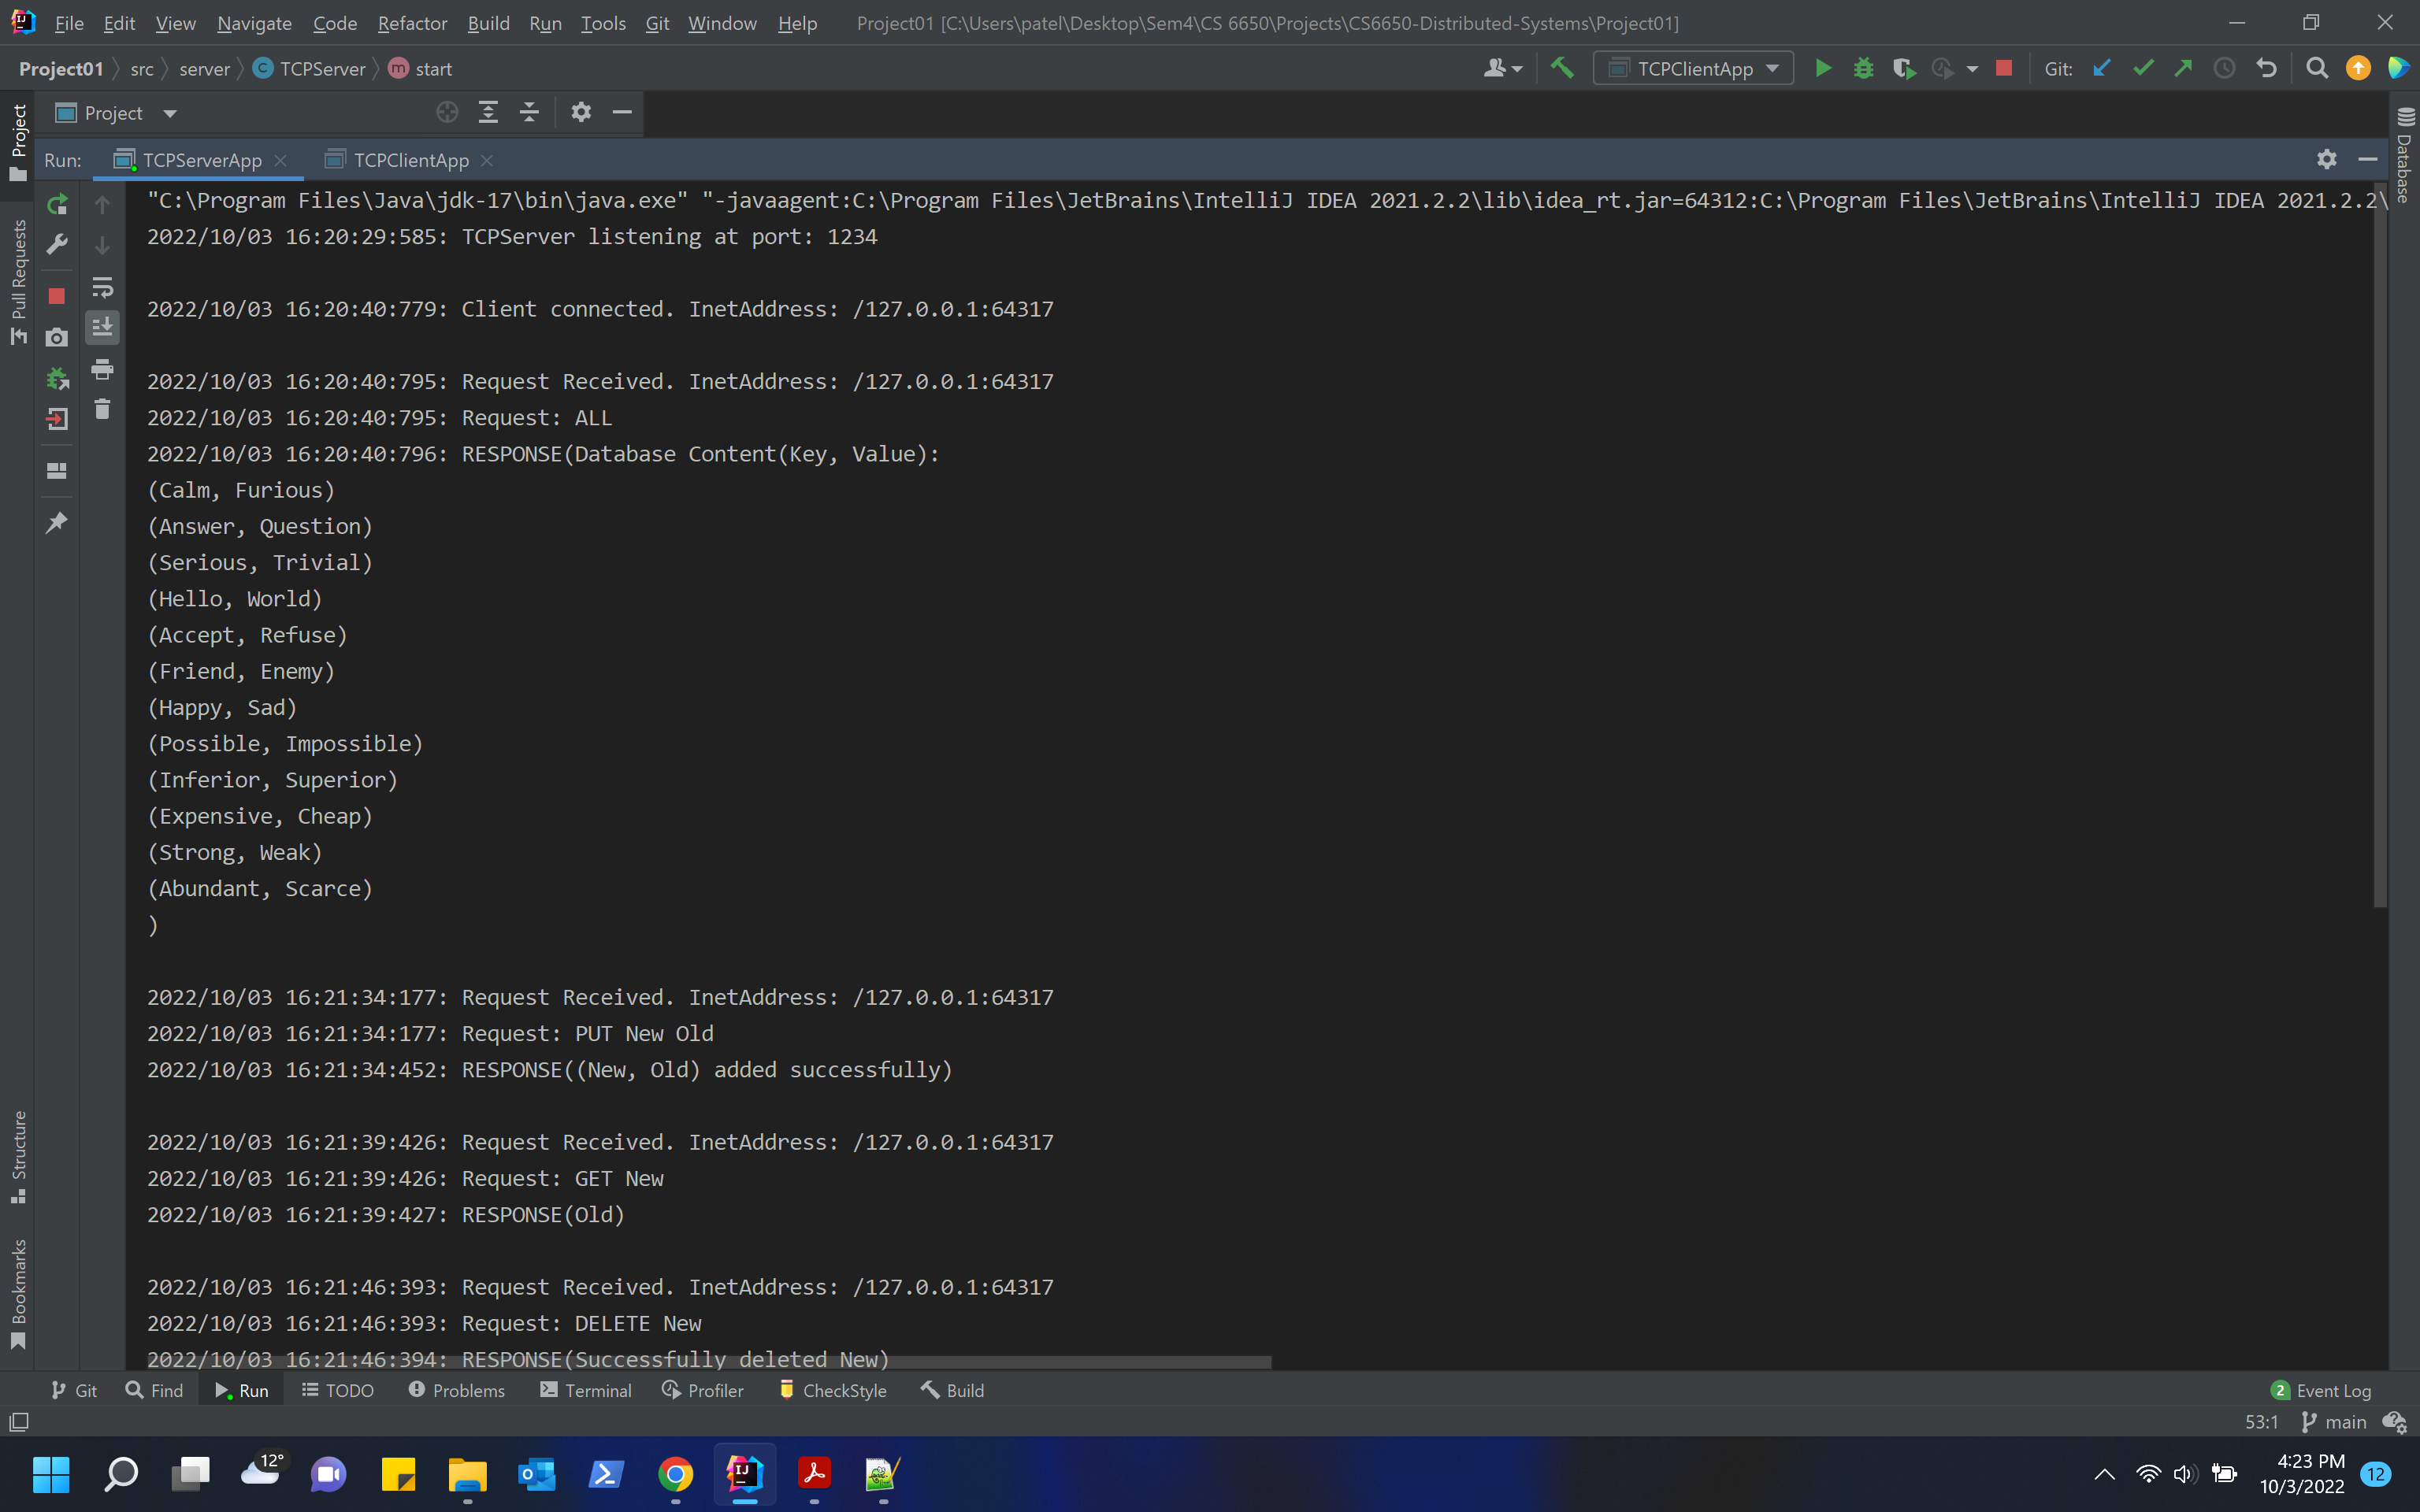 File Edit View Navigate Code Refactor Build Run Tools Git Window Help Project01 [C:\Users\patel\Desktop\Sem4\CS 6650\Projects\CS6650-Distributed-Systems\Project01]
Project01 src server C TCPServer m start TCPClientApp Git:
Project
Run: TCPServerApp TCPClientApp
"C:\Program Files\Java\jdk-17\bin\java.exe" "-javaagent:C:\Program Files\JetBrains\IntelliJ IDEA 2021.2.2\lib\idea_rt.jar=64312:C:\Program Files\JetBrains\IntelliJ IDEA 2021.2.2\
2022/10/03 16:20:29:585: TCPServer listening at port: 1234
2022/10/03 16:20:40:779: Client connected. InetAddress: /127.0.0.1:64317
2022/10/03 16:20:40:795: Request Received. InetAddress: /127.0.0.1:64317
2022/10/03 16:20:40:795: Request: ALL
2022/10/03 16:20:40:796: RESPONSE(Database Content(Key, Value):
(Calm, Furious)
(Answer, Question)
(Serious, Trivial)
(Hello, World)
(Accept, Refuse)
(Friend, Enemy)
(Happy, Sad)
(Possible, Impossible)
(Inferior, Superior)
(Expensive, Cheap)
(Strong, Weak)
(Abundant, Scarce)
)
2022/10/03 16:21:34:177: Request Received. InetAddress: /127.0.0.1:64317
2022/10/03 16:21:34:177: Request: PUT New Old
2022/10/03 16:21:34:452: RESPONSE((New, Old) added successfully)
2022/10/03 16:21:39:426: Request Received. InetAddress: /127.0.0.1:64317
2022/10/03 16:21:39:426: Request: GET New
2022/10/03 16:21:39:427: RESPONSE(Old)
2022/10/03 16:21:46:393: Request Received. InetAddress: /127.0.0.1:64317
2022/10/03 16:21:46:393: Request: DELETE New
2022/10/03 16:21:46:394: RESPONSE(Successfully deleted New)
Project
Pull Requests
Structure
Bookmarks
Database
Git Find Run TODO Problems Terminal Profiler CheckStyle Build 2 Event Log
53:1 main
12°
IJ
4:23 PM
10/3/2022
12